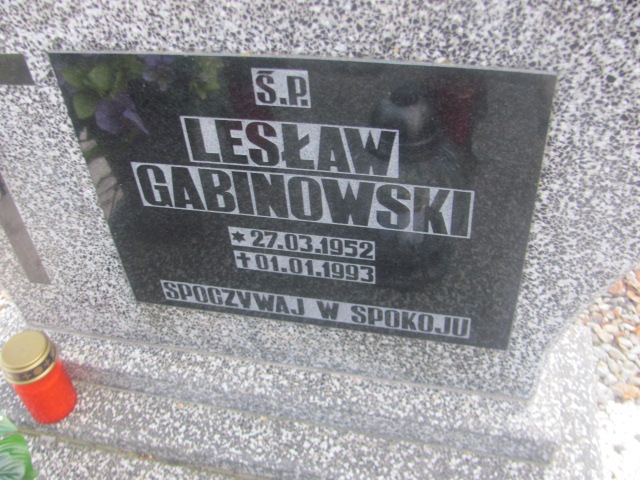 Ś.P.
LESŁAW
GABINOWSKI
* 27.03.1952
† 01.01.1993
SPOCZYWAJ W SPOKOJU